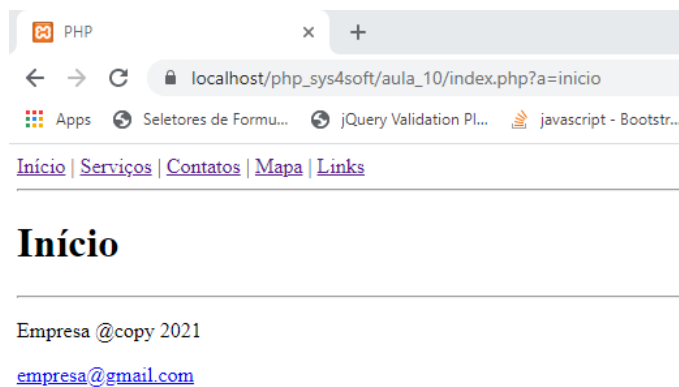 PHP
localhost/php_sys4soft/aula_10/index.php?a=inicio
Apps Seletores de Formu... jQuery Validation Pl... javascript - Bootstr...
Início | Serviços | Contatos | Mapa | Links
Início
Empresa @copy 2021
empresa@gmail.com